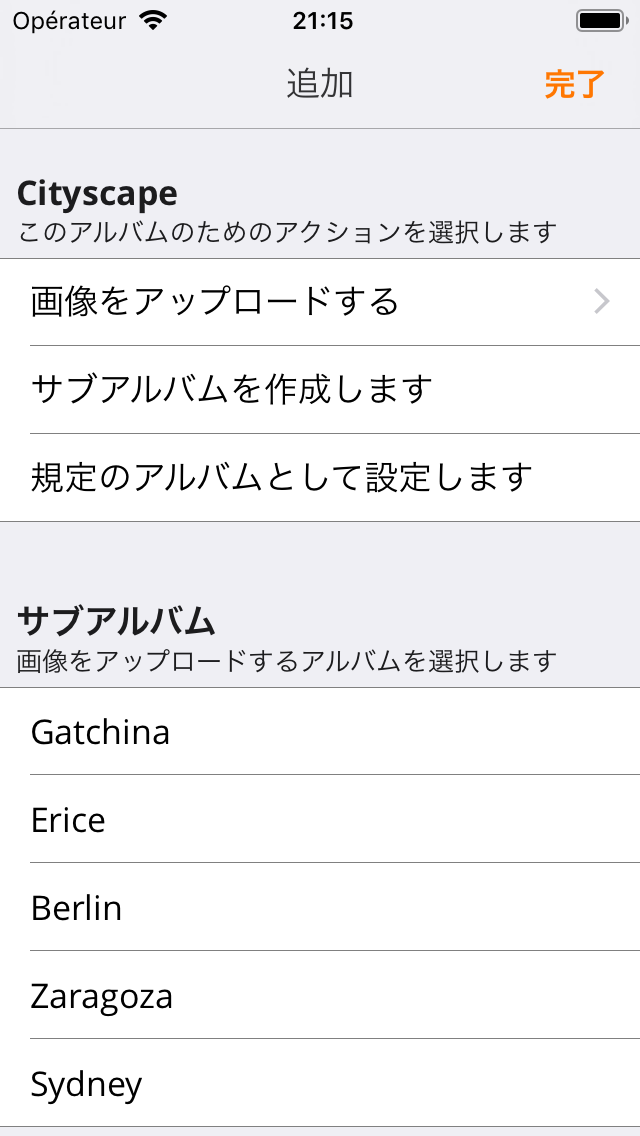 Opérateur 21:15
追加 完了
Cityscape
このアルバムのためのアクションを選択します
画像をアップロードする
サブアルバムを作成します
規定のアルバムとして設定します
サブアルバム
画像をアップロードするアルバムを選択します
Gatchina
Erice
Berlin
Zaragoza
Sydney